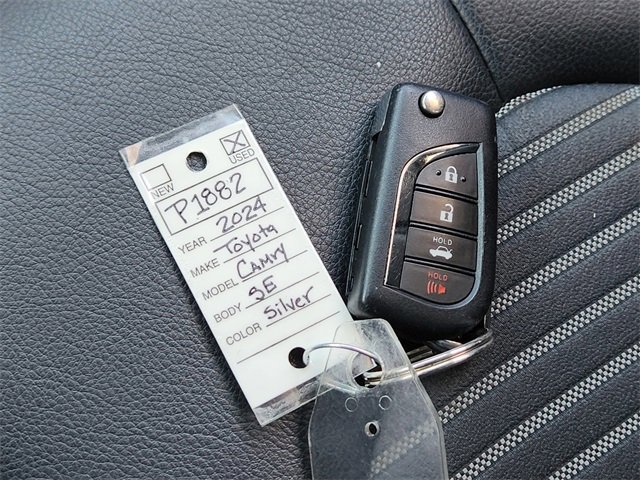 USED
NEW
P1882
YEAR 2024
MAKE Toyota
MODEL CAMRY
BODY SE
COLOR Silver
HOLD
HOLD